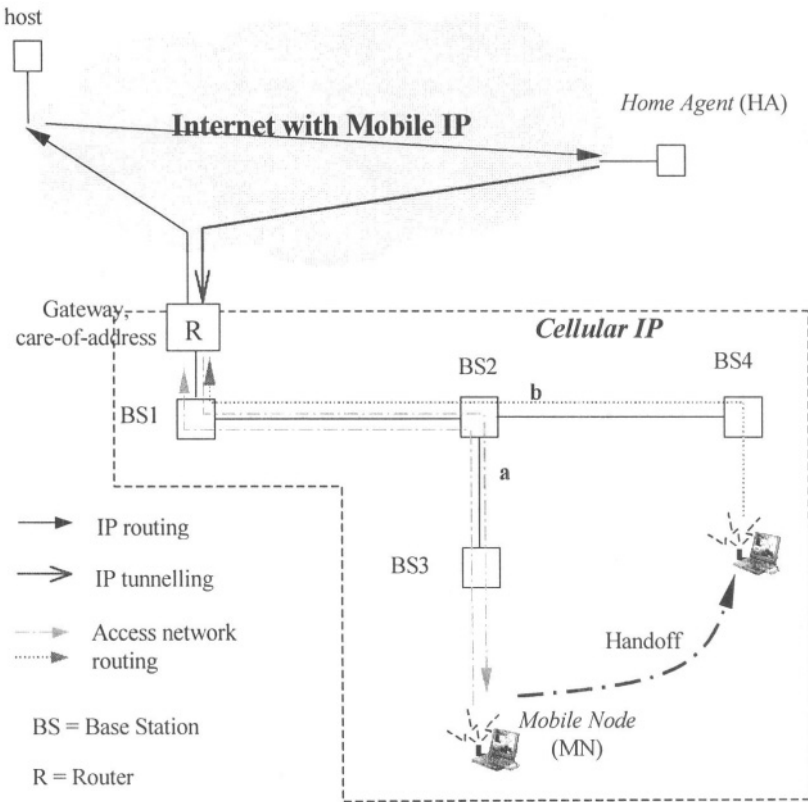 host
Internet with Mobile IP
Home Agent (HA)
Gateway,
care-of-address
R
Cellular IP
BS1
BS2
BS4
b
a
BS3
IP routing
IP tunnelling
Access network
routing
Handoff
Mobile Node
(MN)
BS = Base Station
R = Router